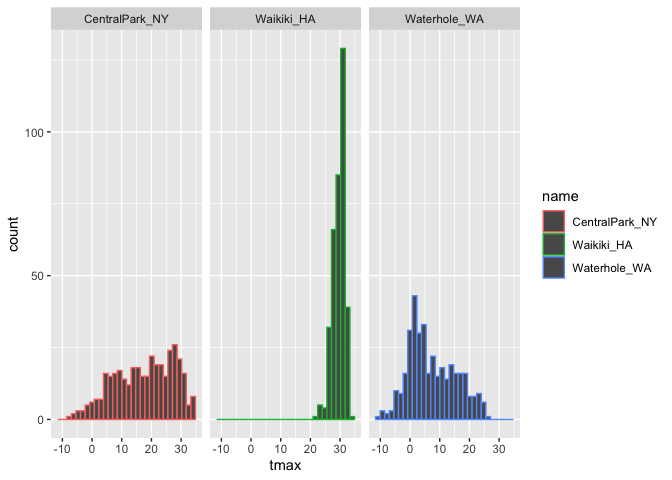 CentralPark_NY Waikiki_HA Waterhole_WA
100
50
0
count
-10 0 10 20 30 -10 0 10 20 30 -10 0 10 20 30
tmax
name
CentralPark_NY
Waikiki_HA
Waterhole_WA